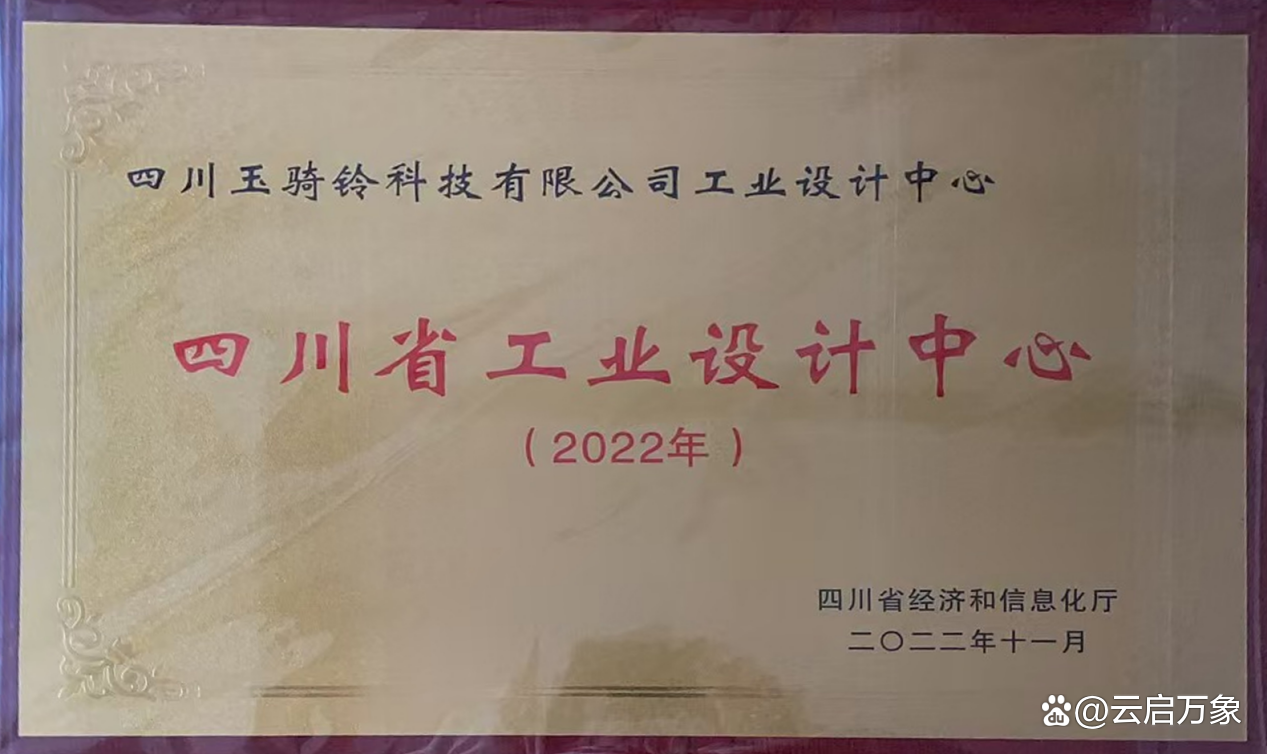 四川玉骑铃科技有限公司工业设计中心
四川省工业设计中心
（2022年）
四川省经济和信息化厅
二〇二二年十一月
@云启万象